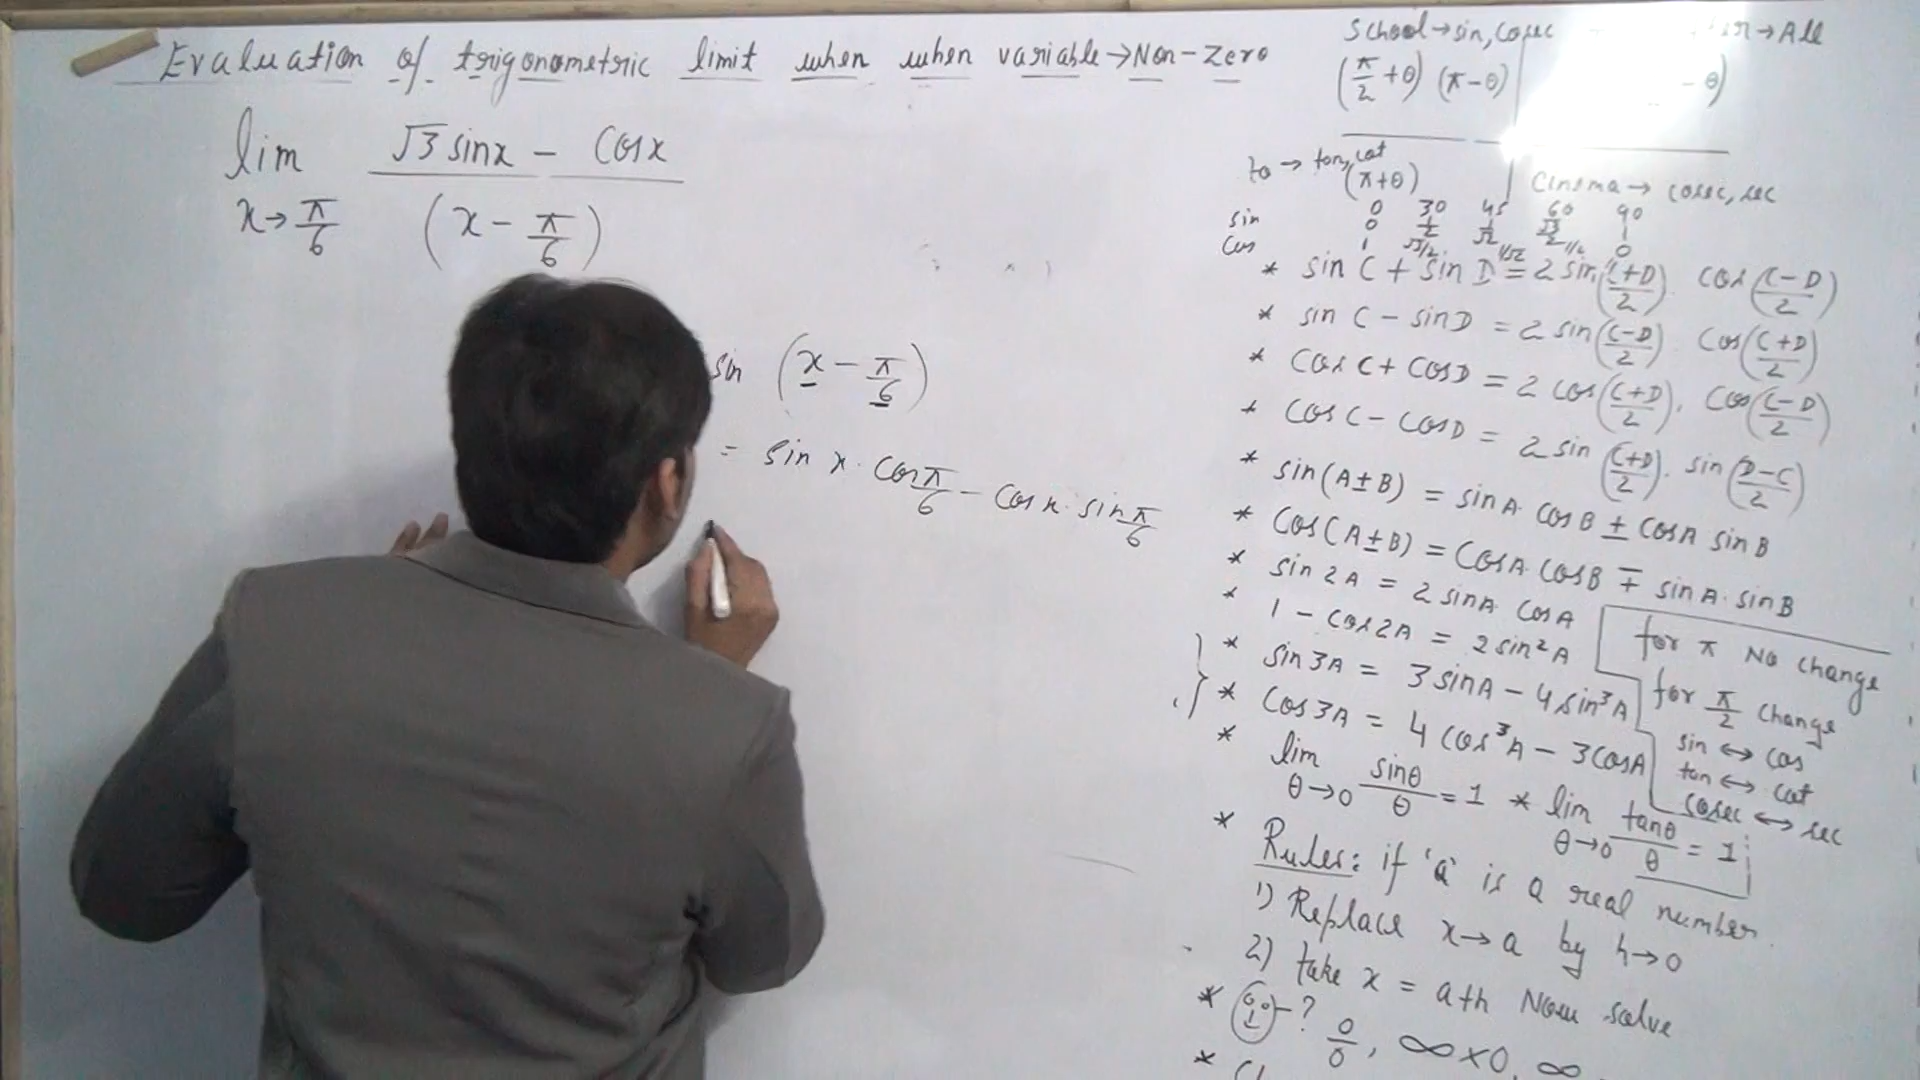 Evaluation of trigonometric limit when when variable→Non-Zero
lim √3 sinx - Cosx
x→π/6 (x - π/6)
sin (x - π/6)
= sin x · Cos π/6 - Cos x · sin π/6
School→sin, Cosec →All
(π/2 +θ) (π-θ) -θ)
to → tan, cot
(π+θ)
Cinema→ cosec, sec
0 30 45 60 90
sin 0 1/2 1/√2 √3/2 1
Cos 1 √3/2 1/√2 1/2 0
* sin C + sin D = 2 sin (C+D/2) cos (C-D/2)
* sin C - sin D = 2 sin (C-D/2) Cos (C+D/2)
* Cos C + Cos D = 2 cos (C+D/2). Cos (C-D/2)
* Cos C - Cos D = 2 sin (C+D/2). sin (D-C/2)
* sin(A±B) = sin A cos B ± cos A sin B
* Cos(A±B) = Cos A. Cos B ∓ sin A. sin B
* sin 2A = 2 sin A. Cos A
* 1 - Cos 2A = 2 sin² A
* sin 3A = 3 sin A - 4 sin³ A
* Cos 3A = 4 Cos³ A - 3 Cos A
for π No change
for π/2 change
sin ↔ cos
tan ↔ cot
cosec ↔ sec
* lim θ→0 sinθ/θ = 1 * lim θ→0 tanθ/θ = 1
* Rules: if 'a' is a real number.
1) Replace x→a by h→0
2) take x = a+h Now solve
* - ? 0/0, ∞×0, ∞
*